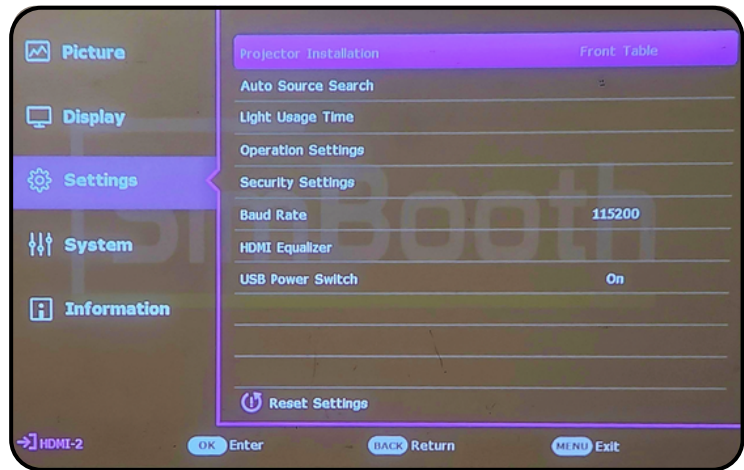 Picture
Display
Settings
System
Information
Projector Installation Front Table
Auto Source Search
Light Usage Time
Operation Settings
Security Settings
Baud Rate 115200
HDMI Equalizer
USB Power Switch On
Reset Settings
SimBooth
HDMI-2 OK Enter BACK Return MENU Exit